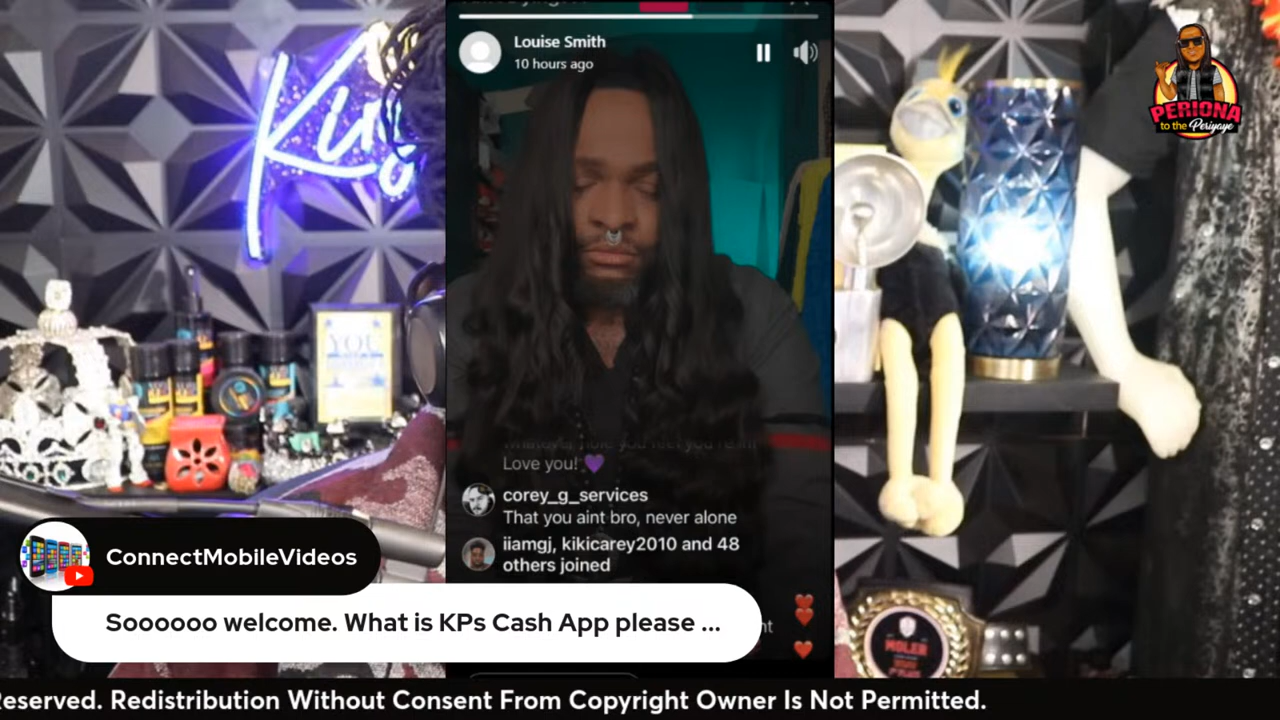 Louise Smith
10 hours ago
PERIONA
to the Periyaye
YOU
Love you! 💜
corey_g_services
That you aint bro, never alone
iiamgj, kikicarey2010 and 48
others joined
ConnectMobileVideos
Soooooo welcome. What is KPs Cash App please ...
MOLER
Reserved. Redistribution Without Consent From Copyright Owner Is Not Permitted.